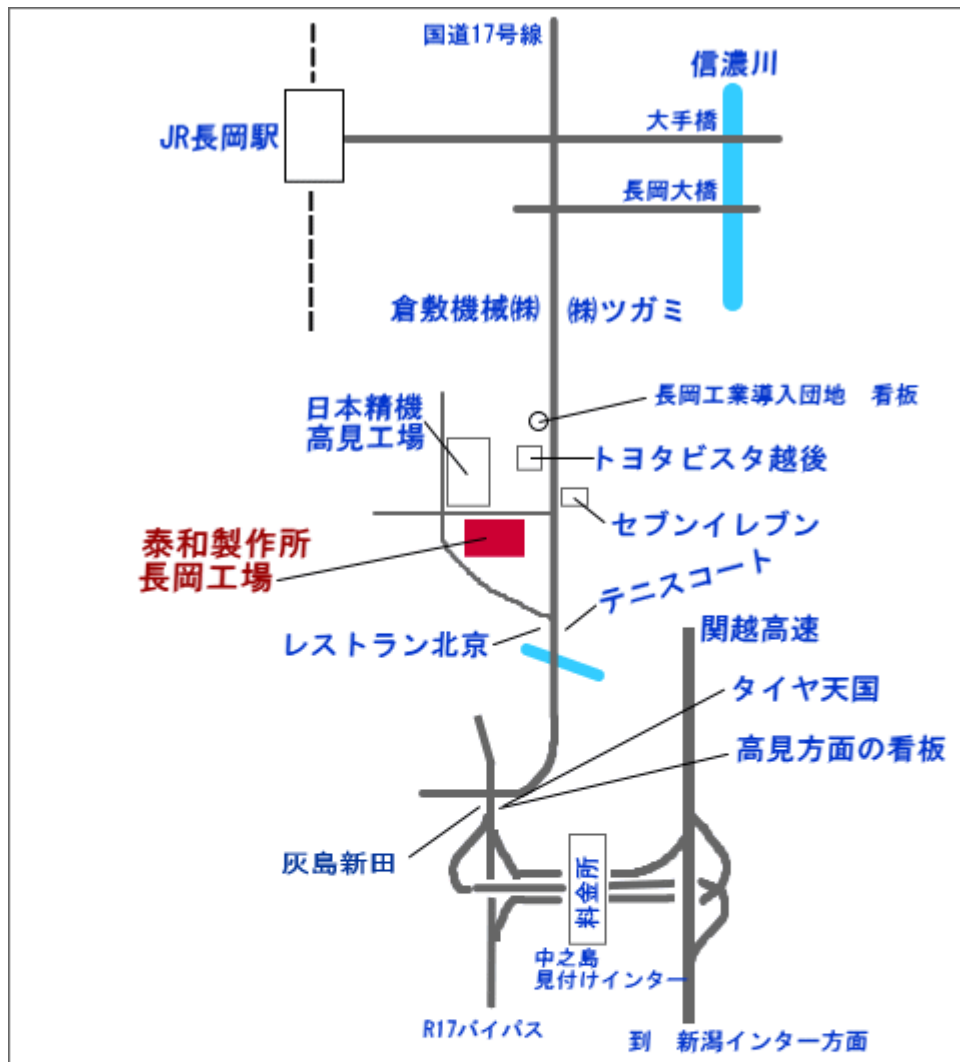 国道17号線
信濃川
大手橋
JR長岡駅
長岡大橋
倉敷機械㈱
㈱ツガミ
長岡工業導入団地　看板
日本精機
高見工場
トヨタビスタ越後
セブンイレブン
泰和製作所
長岡工場
テニスコート
レストラン北京
関越高速
タイヤ天国
高見方面の看板
灰島新田
料金所
中之島
見付けインター
R17バイパス
到　新潟インター方面